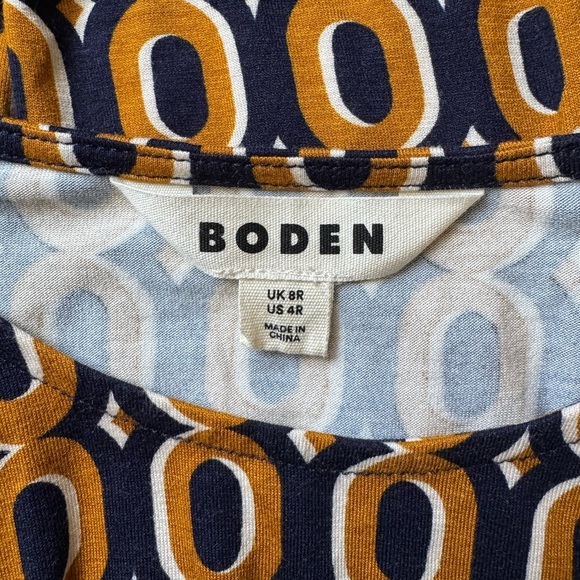 BODEN
UK 8R
US 4R
MADE IN
CHINA